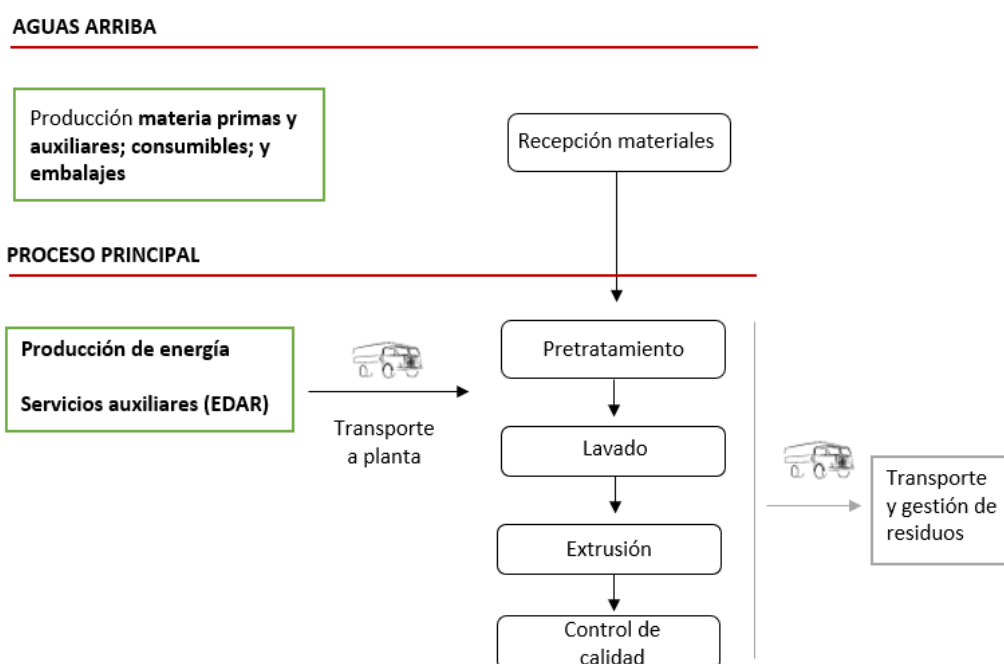 AGUAS ARRIBA
Producción materia primas y
auxiliares; consumibles; y
embalajes
Recepción materiales
PROCESO PRINCIPAL
Producción de energía
Servicios auxiliares (EDAR)
Transporte
a planta
Pretratamiento
Lavado
Extrusión
Control de
calidad
Transporte
y gestión de
residuos